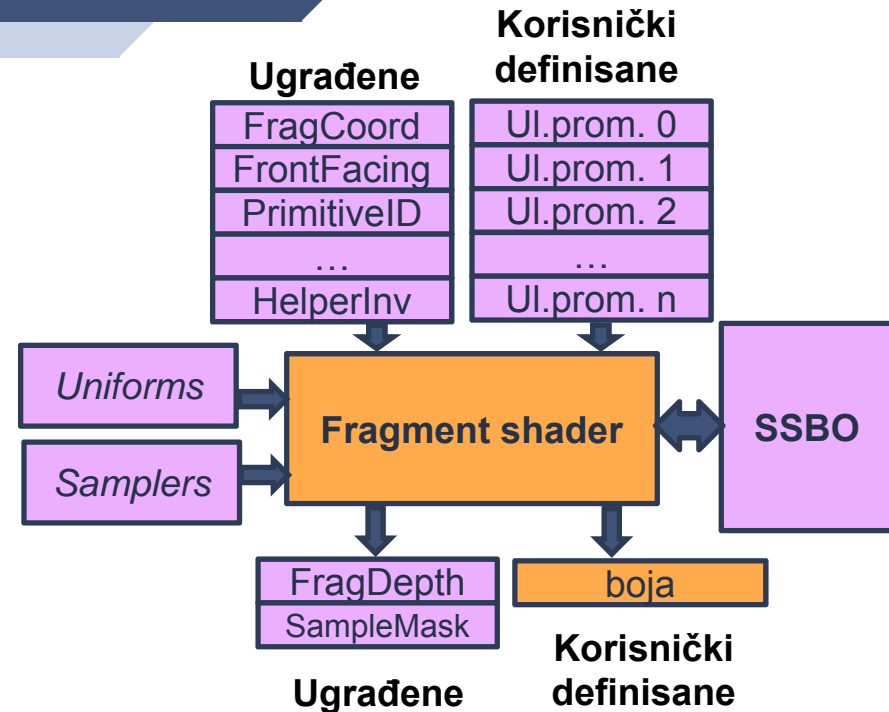 Korisnički
definisane
Ugrađene
FragCoord
FrontFacing
PrimitiveID
...
HelperInv
Ul.prom. 0
Ul.prom. 1
Ul.prom. 2
...
Ul.prom. n
Uniforms
Samplers
Fragment shader
SSBO
FragDepth
SampleMask
Ugrađene
boja
Korisnički
definisane